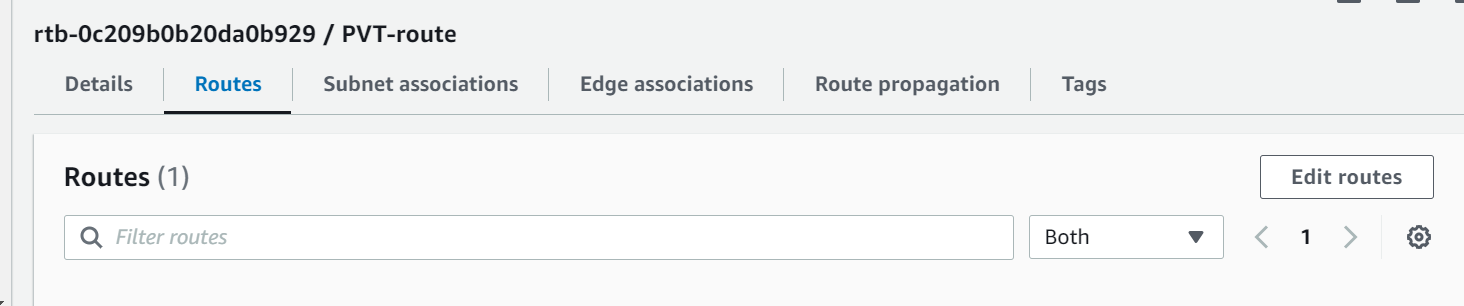 rtb-0c209b0b20da0b929 / PVT-route
Details Routes Subnet associations Edge associations Route propagation Tags
Routes (1) Edit routes
Filter routes Both 1